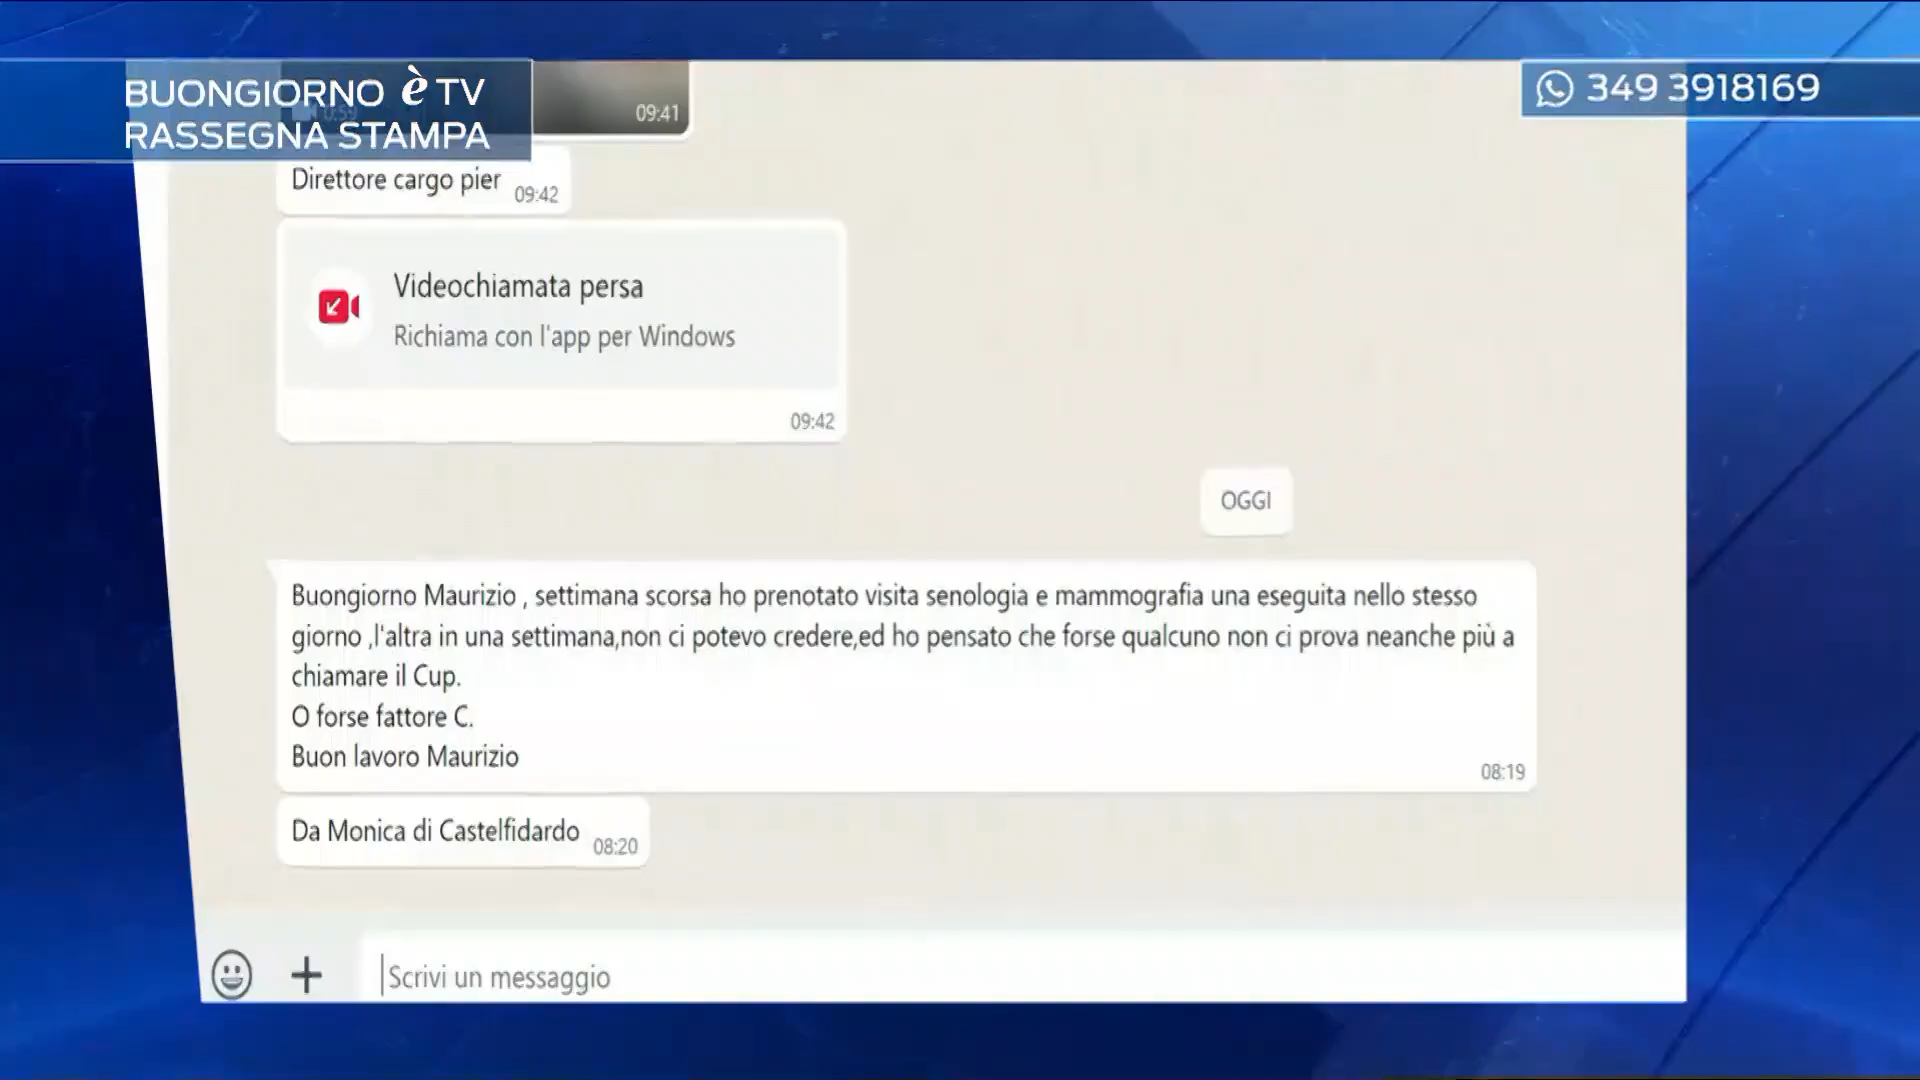 BUONGIORNO è TV
RASSEGNA STAMPA
349 3918169
0:59
09:41
Direttore cargo pier 09:42
Videochiamata persa
Richiama con l'app per Windows
09:42
OGGI
Buongiorno Maurizio , settimana scorsa ho prenotato visita senologia e mammografia una eseguita nello stesso
giorno ,l'altra in una settimana,non ci potevo credere,ed ho pensato che forse qualcuno non ci prova neanche più a
chiamare il Cup.
O forse fattore C.
Buon lavoro Maurizio
08:19
Da Monica di Castelfidardo 08:20
Scrivi un messaggio